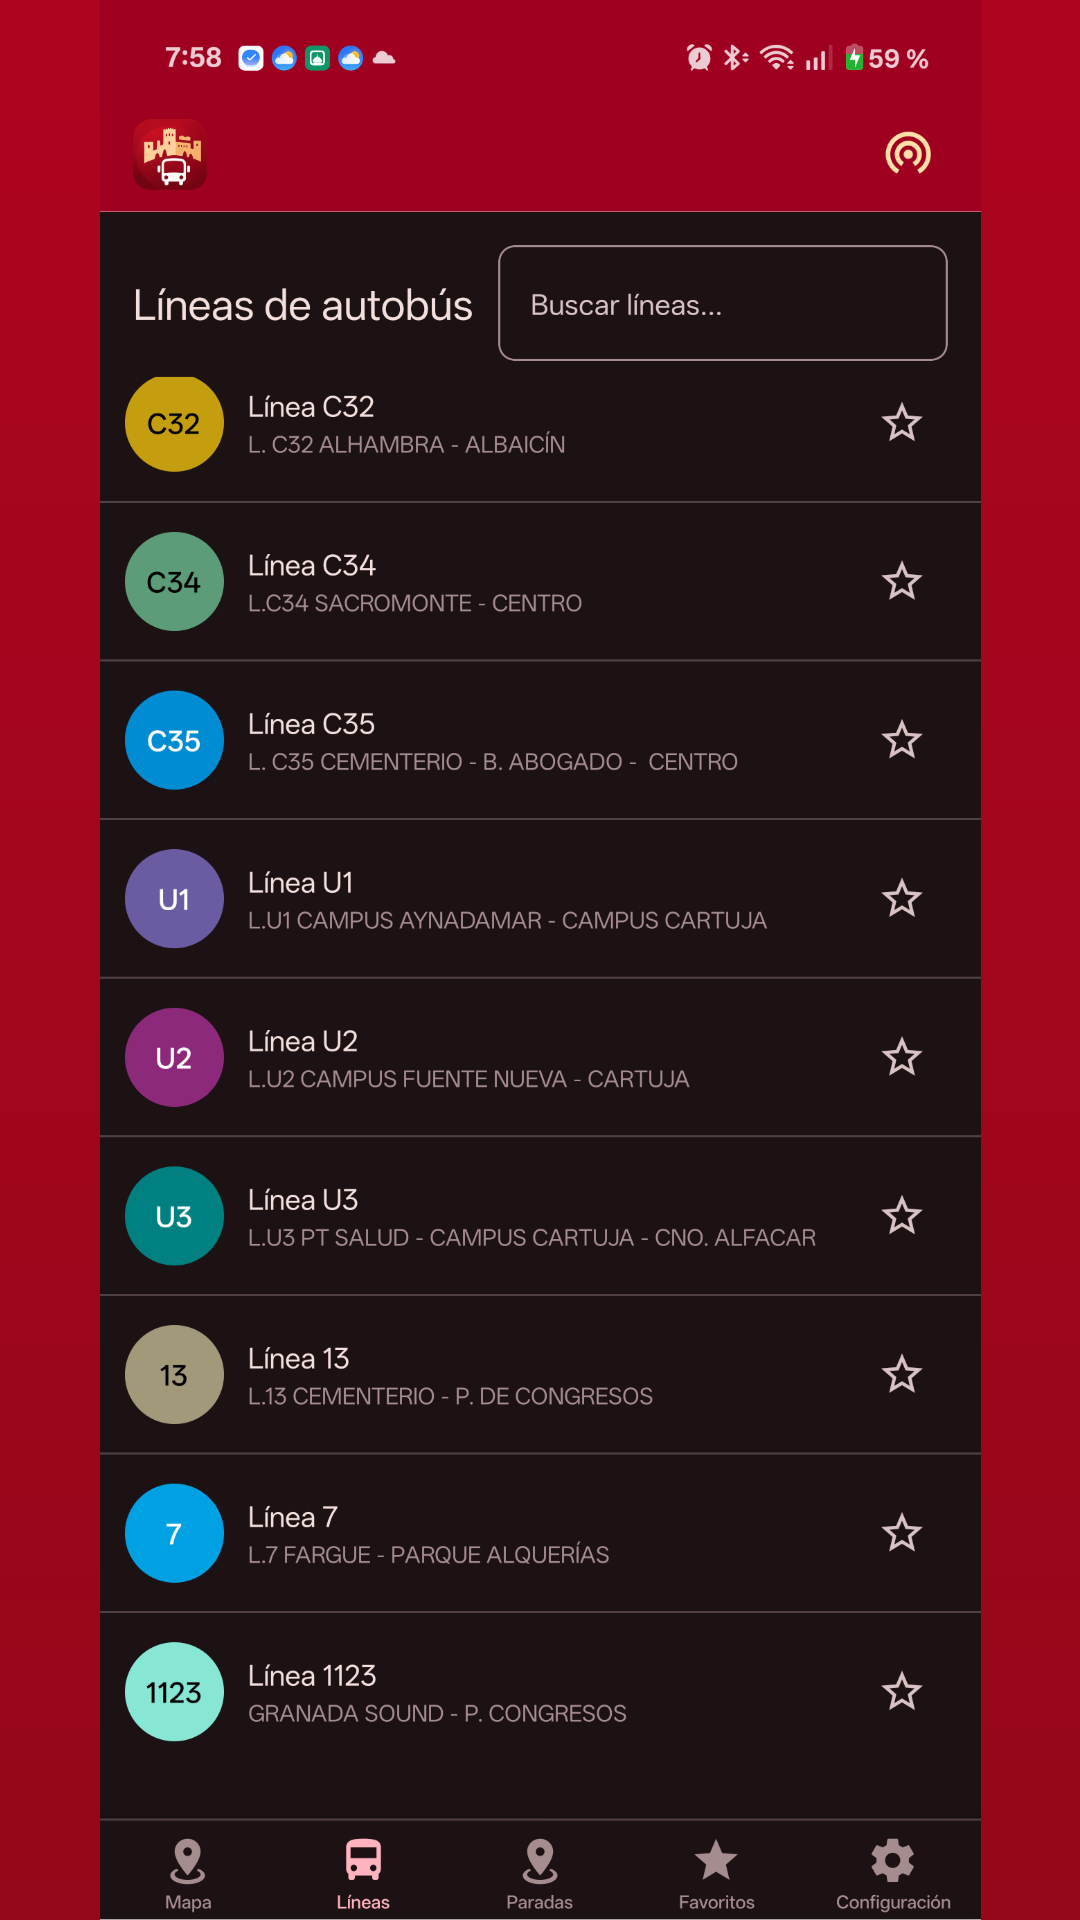 7:58
59 %
Líneas de autobús
Buscar líneas...
C32
Línea C32
L. C32 ALHAMBRA - ALBAICÍN
C34
Línea C34
L.C34 SACROMONTE - CENTRO
C35
Línea C35
L. C35 CEMENTERIO - B. ABOGADO -  CENTRO
U1
Línea U1
L.U1 CAMPUS AYNADAMAR - CAMPUS CARTUJA
U2
Línea U2
L.U2 CAMPUS FUENTE NUEVA - CARTUJA
U3
Línea U3
L.U3 PT SALUD - CAMPUS CARTUJA - CNO. ALFACAR
13
Línea 13
L.13 CEMENTERIO - P. DE CONGRESOS
7
Línea 7
L.7 FARGUE - PARQUE ALQUERÍAS
1123
Línea 1123
GRANADA SOUND - P. CONGRESOS
Mapa
Líneas
Paradas
Favoritos
Configuración